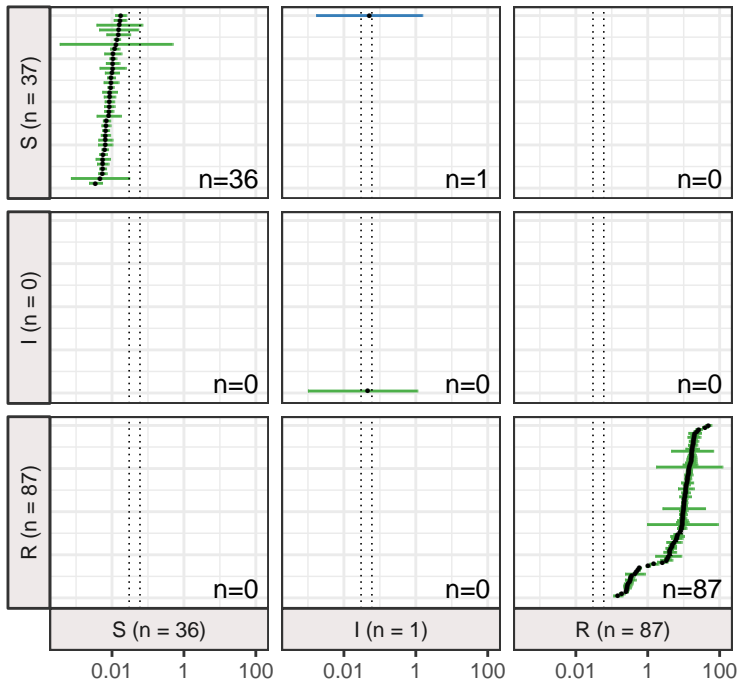 S (n = 37)
n=36
n=1
n=0
I (n = 0)
n=0
n=0
n=0
R (n = 87)
n=0
n=0
n=87
S (n = 36)
I (n = 1)
R (n = 87)
0.01 1 100
0.01 1 100
0.01 1 100